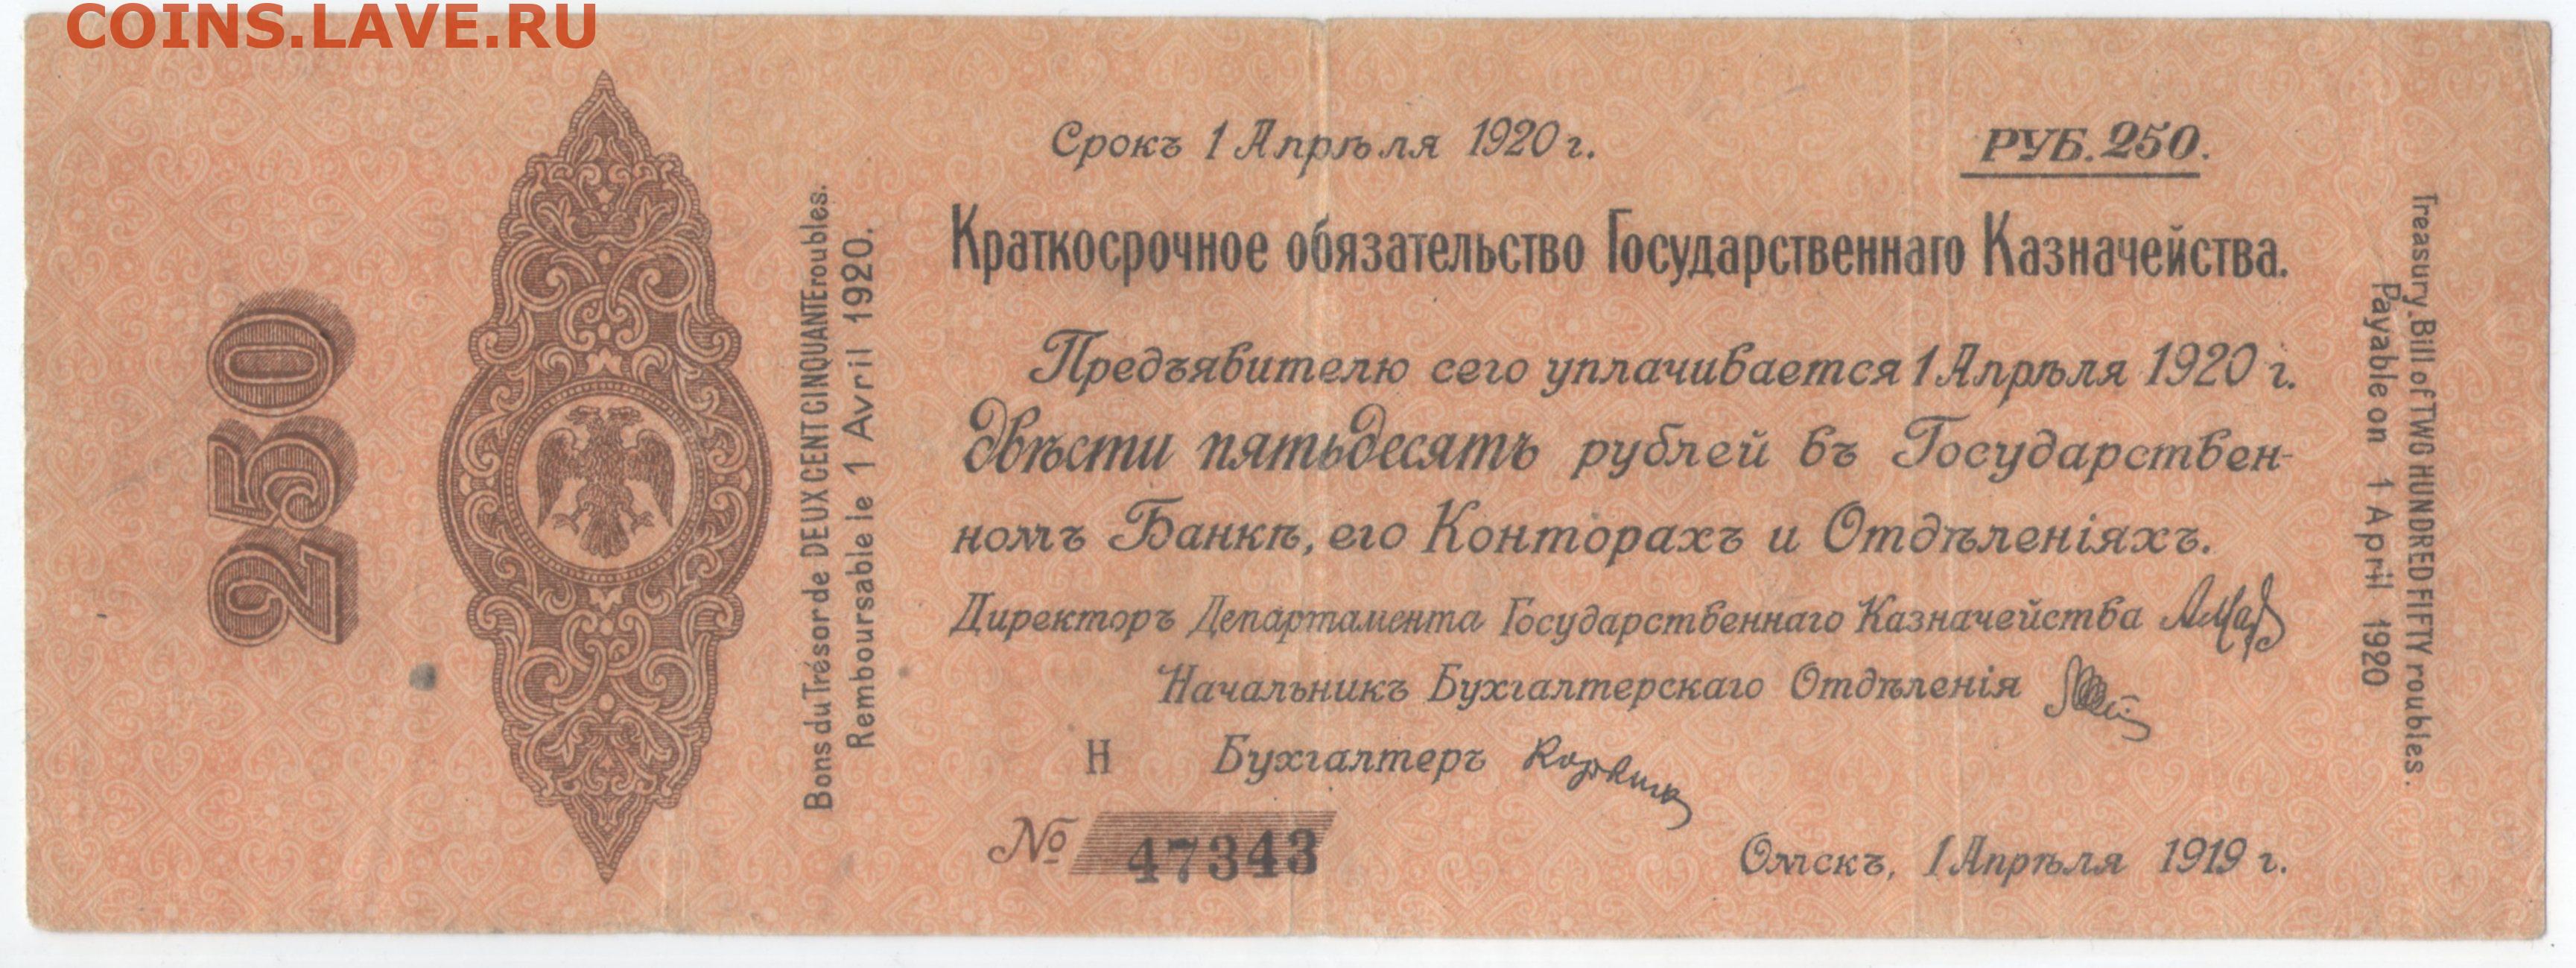 COINS.LAVE.RU
250
Bons du Trésor de DEUX CENT CINQUANTE roubles.
Remboursable le 1 Avril 1920.
Срокъ 1 Апрѣля 1920 г.
РУБ. 250.
Краткосрочное обязательство Государственнаго Казначейства.
Предъявителю сего уплачивается 1 Апрѣля 1920 г.
двѣсти пятьдесятъ рублей въ Государствен-
номъ Банкѣ, его Конторахъ и Отдѣленіяхъ.
Директоръ Департамента Государственнаго Казначейства
Начальникъ Бухгалтерскаго Отдѣленія
Н Бухгалтеръ
№ 47343
Омскъ, 1 Апрѣля 1919 г.
Treasury Bill of TWO HUNDRED FIFTY roubles.
Payable on 1 April 1920